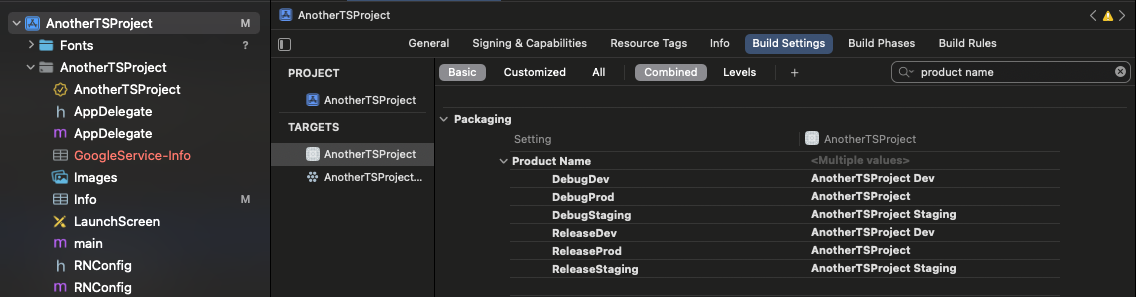 AnotherTSProject M
Fonts ?
AnotherTSProject
AnotherTSProject
h AppDelegate
m AppDelegate
GoogleService-Info
Images
Info M
LaunchScreen
m main
h RNConfig
m RNConfig
AnotherTSProject
General Signing & Capabilities Resource Tags Info Build Settings Build Phases Build Rules
PROJECT
AnotherTSProject
TARGETS
AnotherTSProject
AnotherTSProject...
Basic Customized All Combined Levels + product name
Packaging
Setting AnotherTSProject
Product Name <Multiple values>
DebugDev AnotherTSProject Dev
DebugProd AnotherTSProject
DebugStaging AnotherTSProject Staging
ReleaseDev AnotherTSProject Dev
ReleaseProd AnotherTSProject
ReleaseStaging AnotherTSProject Staging